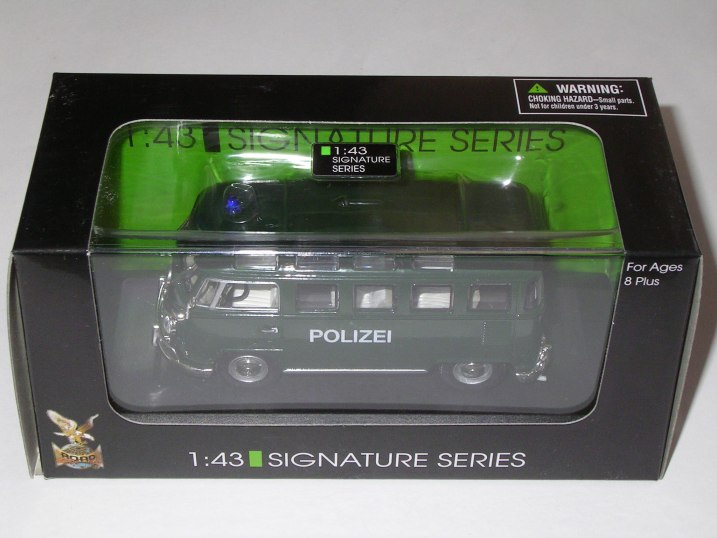 WARNING:
CHOKING HAZARD—Small parts.
Not for children under 3 years.
1:43 SIGNATURE SERIES
1:43
SIGNATURE
SERIES
For Ages
8 Plus
POLIZEI
ROAD
1:43 SIGNATURE SERIES